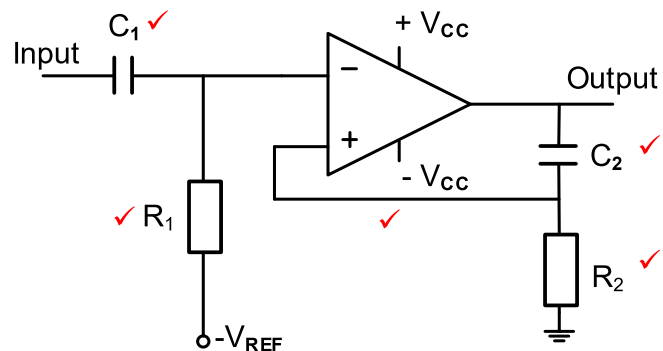 C1
+ VCC
Input
Output
−
+
C2
- VCC
R1
R2
-VREF